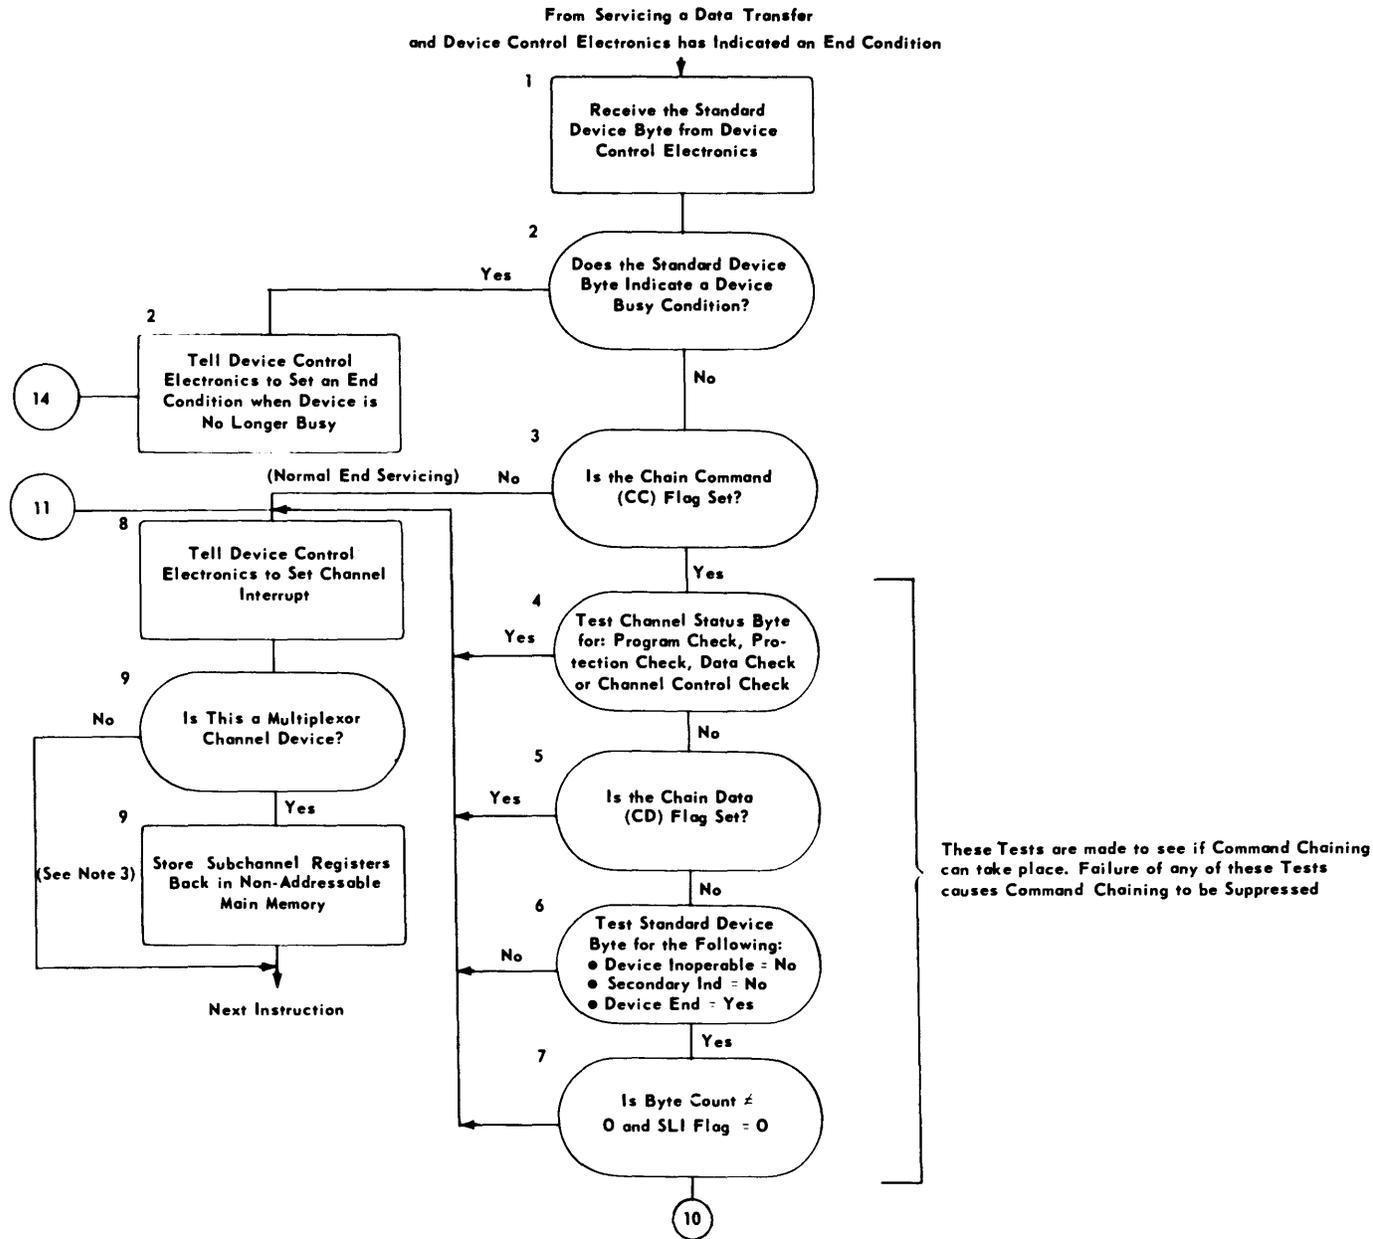 From Servicing a Data Transfer
and Device Control Electronics has Indicated an End Condition
1
Receive the Standard
Device Byte from Device
Control Electronics
2
Does the Standard Device
Byte Indicate a Device
Busy Condition?
Yes
No
2
Tell Device Control
Electronics to Set an End
Condition when Device is
No Longer Busy
14
3
Is the Chain Command
(CC) Flag Set?
(Normal End Servicing) No
Yes
11
8
Tell Device Control
Electronics to Set Channel
Interrupt
4
Test Channel Status Byte
for: Program Check, Pro-
tection Check, Data Check
or Channel Control Check
Yes
No
9
Is This a Multiplexor
Channel Device?
No
Yes
5
Is the Chain Data
(CD) Flag Set?
Yes
No
9
Store Subchannel Registers
Back in Non-Addressable
Main Memory
(See Note 3)
Next Instruction
6
Test Standard Device
Byte for the Following:
● Device Inoperable = No
● Secondary Ind = No
● Device End = Yes
No
Yes
7
Is Byte Count ≠
0 and SLI Flag = 0
10
These Tests are made to see if Command Chaining
can take place. Failure of any of these Tests
causes Command Chaining to be Suppressed